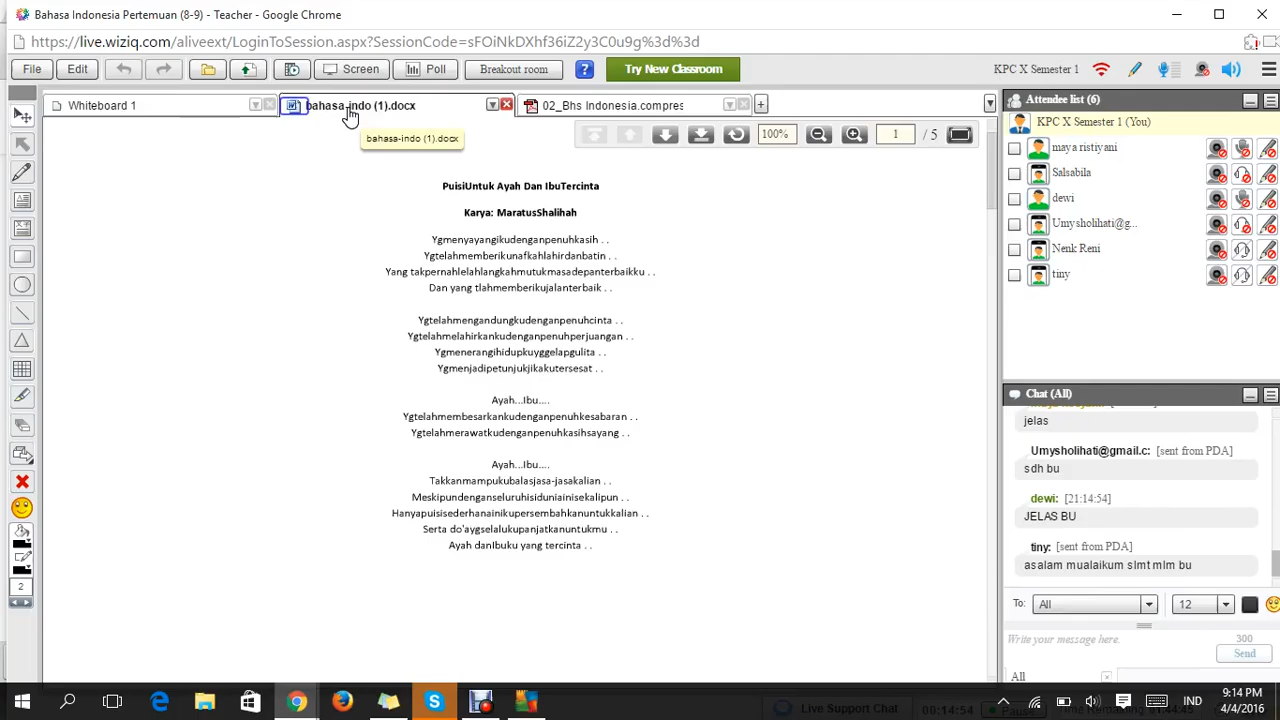 Bahasa Indonesia Pertemuan (8-9) - Teacher - Google Chrome
https://live.wiziq.com/aliveext/LoginToSession.aspx?SessionCode=sFOiNkDXhf36iZ2y3C0u9g%3d%3d
File Edit Screen Poll Breakout room ? Try New Classroom KPC X Semester 1
Whiteboard 1 bahasa-indo (1).docx 02_Bhs Indonesia.compres
bahasa-indo (1).docx
100% 1 / 5
PuisiUntuk Ayah Dan IbuTercinta
Karya: MaratusShalihah
Ygmenyayangikudenganpenuhkasih . .
Ygtelahmemberikunafkahlahirdanbatin . .
Yang takpernahlelahlangkahmutukmasadepanterbaikku . .
Dan yang tlahmemberikujalanterbaik . .
Ygtelahmengandungkudenganpenuhcinta . .
Ygtelahmelahirkankudenganpenuhperjuangan . .
Ygmenerangihidupkuyggelapgulita . .
Ygmenjadipetunjukjikakutersesat . .
Ayah...Ibu....
Ygtelahmembesarkankudenganpenuhkesabaran . .
Ygtelahmerawatkudenganpenuhkasihsayang . .
Ayah...Ibu....
Takkanmampukubalasjasa-jasakalian . .
Meskipundenganseluruhisiduniainisekalipun . .
Hanyapuisisederhanainikupersembahkanuntukkalian . .
Serta do'aygselalukupanjatkanuntukmu . .
Ayah danIbuku yang tercinta . .
2
Attendee list (6)
KPC X Semester 1 (You)
maya ristiyani
Salsabila
dewi
Umysholihati@g...
Nenk Reni
tiny
Chat (All)
jelas
Umysholihati@gmail.c: [sent from PDA]
sdh bu
dewi: [21:14:54]
JELAS BU
tiny: [sent from PDA]
asalam mualaikum slmt mlm bu
To: All 12
Write your message here. 300
Send
All
Live Support Chat 00:14:54
IND 9:14 PM
4/4/2016